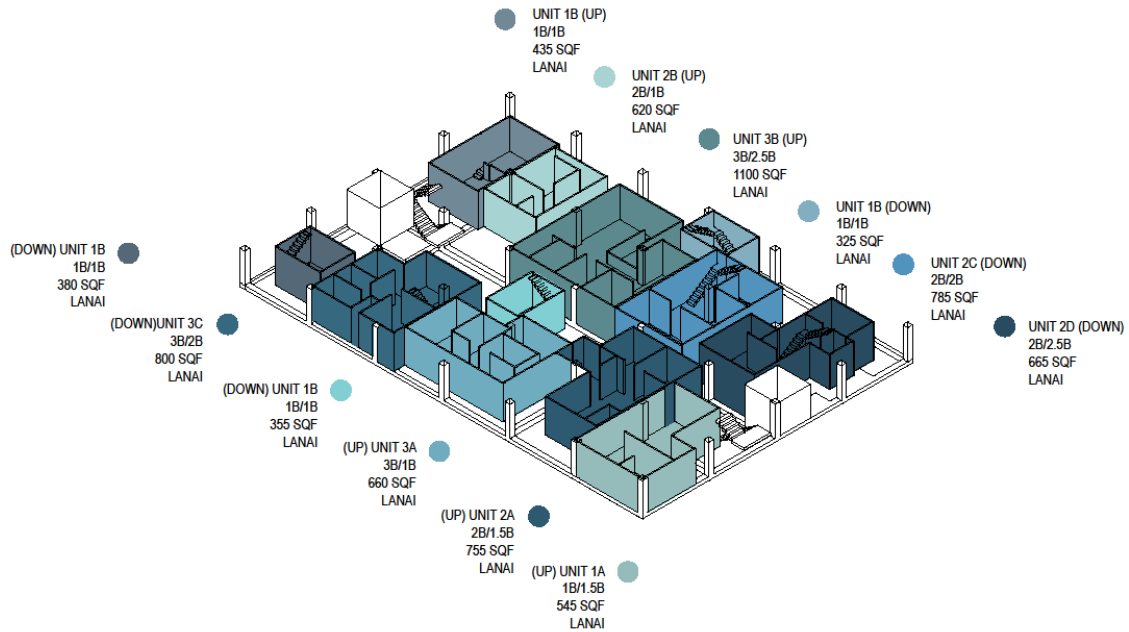 UNIT 1B (UP)
1B/1B
435 SQF
LANAI
UNIT 2B (UP)
2B/1B
620 SQF
LANAI
UNIT 3B (UP)
3B/2.5B
1100 SQF
LANAI
UNIT 1B (DOWN)
1B/1B
325 SQF
LANAI
UNIT 2C (DOWN)
2B/2B
785 SQF
LANAI
UNIT 2D (DOWN)
2B/2.5B
665 SQF
LANAI
(DOWN) UNIT 1B
1B/1B
380 SQF
LANAI
(DOWN)UNIT 3C
3B/2B
800 SQF
LANAI
(DOWN) UNIT 1B
1B/1B
355 SQF
LANAI
(UP) UNIT 3A
3B/1B
660 SQF
LANAI
(UP) UNIT 2A
2B/1.5B
755 SQF
LANAI
(UP) UNIT 1A
1B/1.5B
545 SQF
LANAI